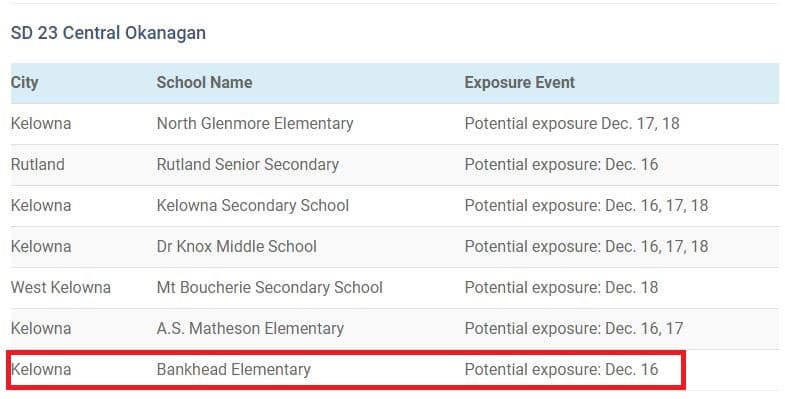 SD 23 Central Okanagan
City School Name Exposure Event
Kelowna North Glenmore Elementary Potential exposure Dec. 17, 18
Rutland Rutland Senior Secondary Potential exposure: Dec. 16
Kelowna Kelowna Secondary School Potential exposure: Dec. 16, 17, 18
Kelowna Dr Knox Middle School Potential exposure: Dec. 16, 17, 18
West Kelowna Mt Boucherie Secondary School Potential exposure: Dec. 18
Kelowna A.S. Matheson Elementary Potential exposure: Dec. 16, 17
Kelowna Bankhead Elementary Potential exposure: Dec. 16